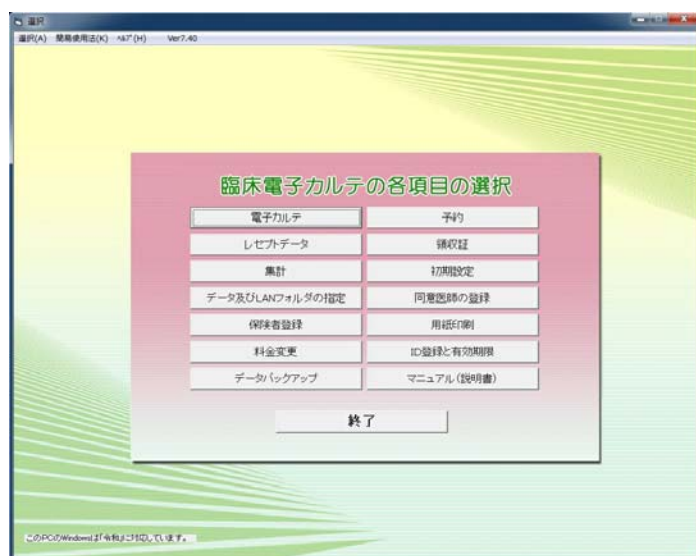 選択
選択(A) 簡易使用法(K) ﾍﾙﾌﾟ(H) Ver7.40
臨床電子カルテの各項目の選択
電子カルテ 予約
レセプトデータ 領収証
集計 初期設定
データ及びLANフォルダの指定 同意医師の登録
保険者登録 用紙印刷
料金変更 ID登録と有効期限
データバックアップ マニュアル(説明書)
終了
このPCのWindowsは「令和」に対応しています。